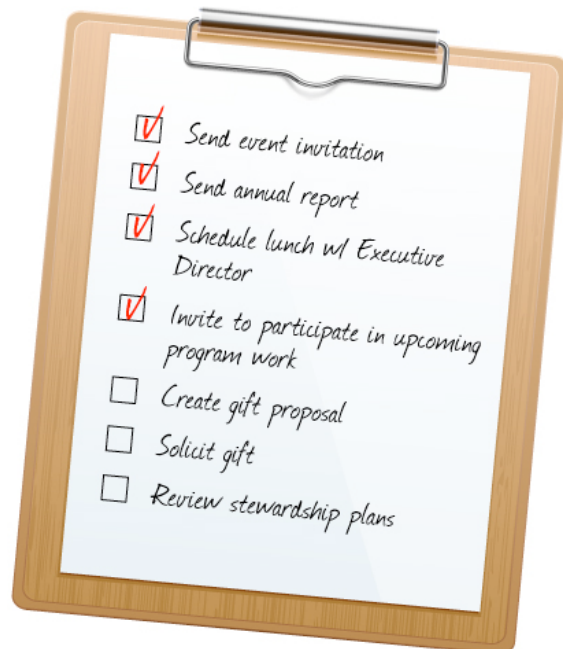 Send event invitation
Send annual report
Schedule lunch w/ Executive
Director
Invite to participate in upcoming
program work
Create gift proposal
Solicit gift
Review stewardship plans